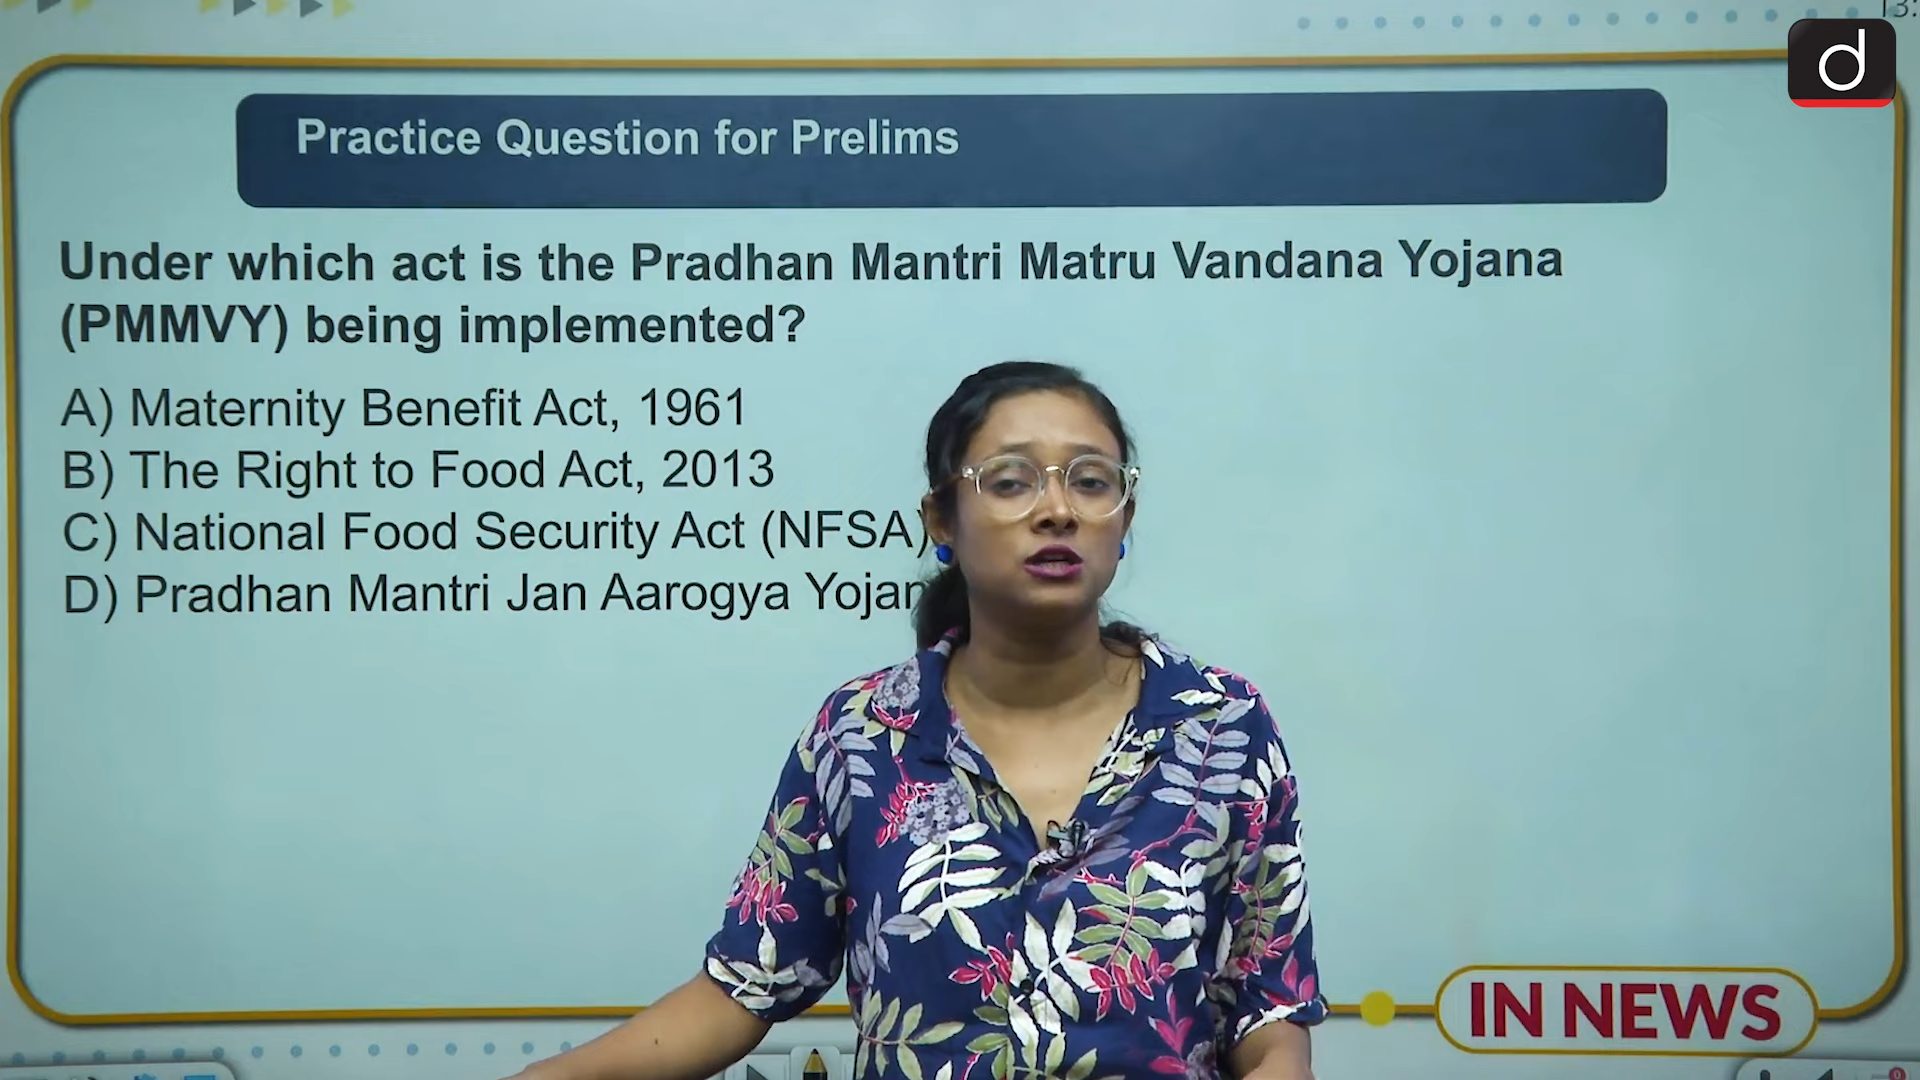 13:
d
Practice Question for Prelims
Under which act is the Pradhan Mantri Matru Vandana Yojana
(PMMVY) being implemented?
A) Maternity Benefit Act, 1961
B) The Right to Food Act, 2013
C) National Food Security Act (NFSA)
D) Pradhan Mantri Jan Aarogya
IN NEWS